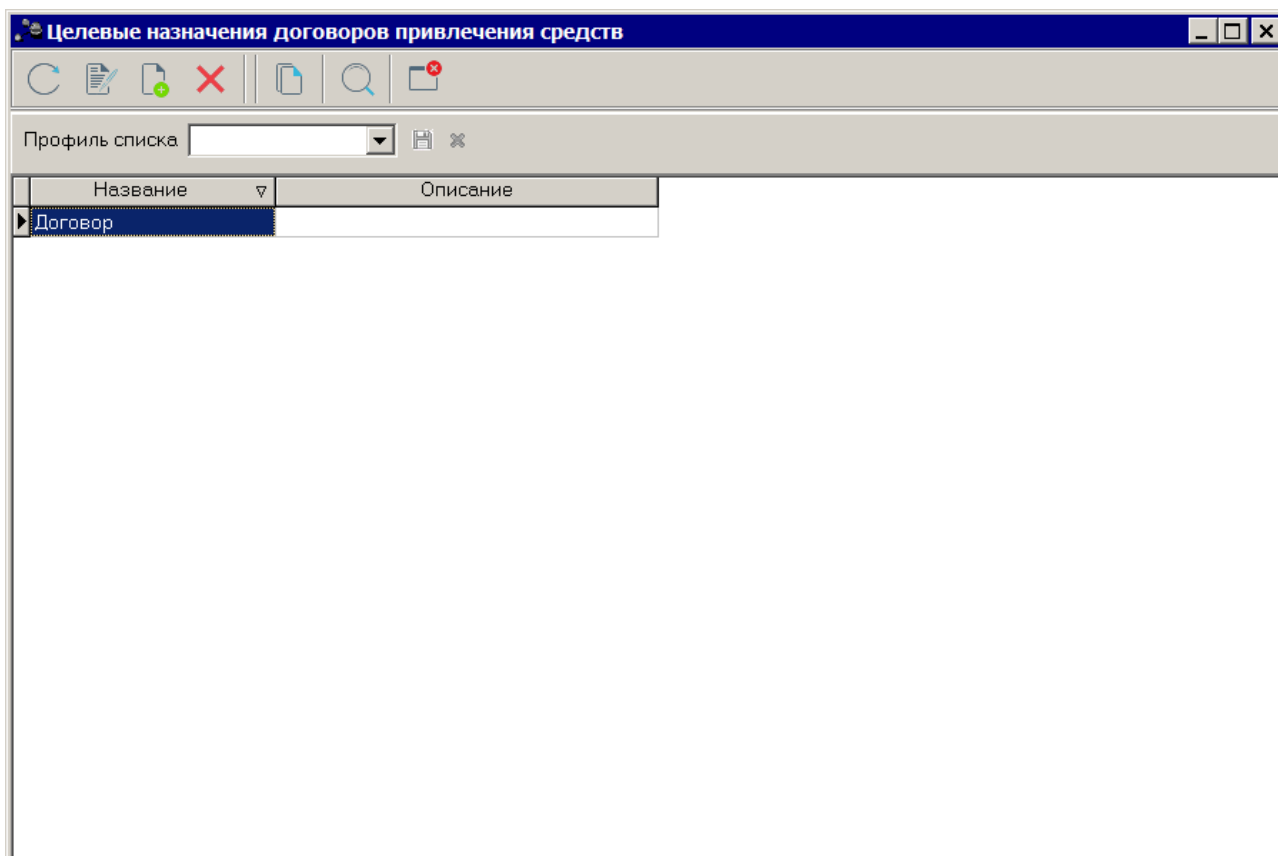 Целевые назначения договоров привлечения средств
Профиль списка
Название Описание
Договор